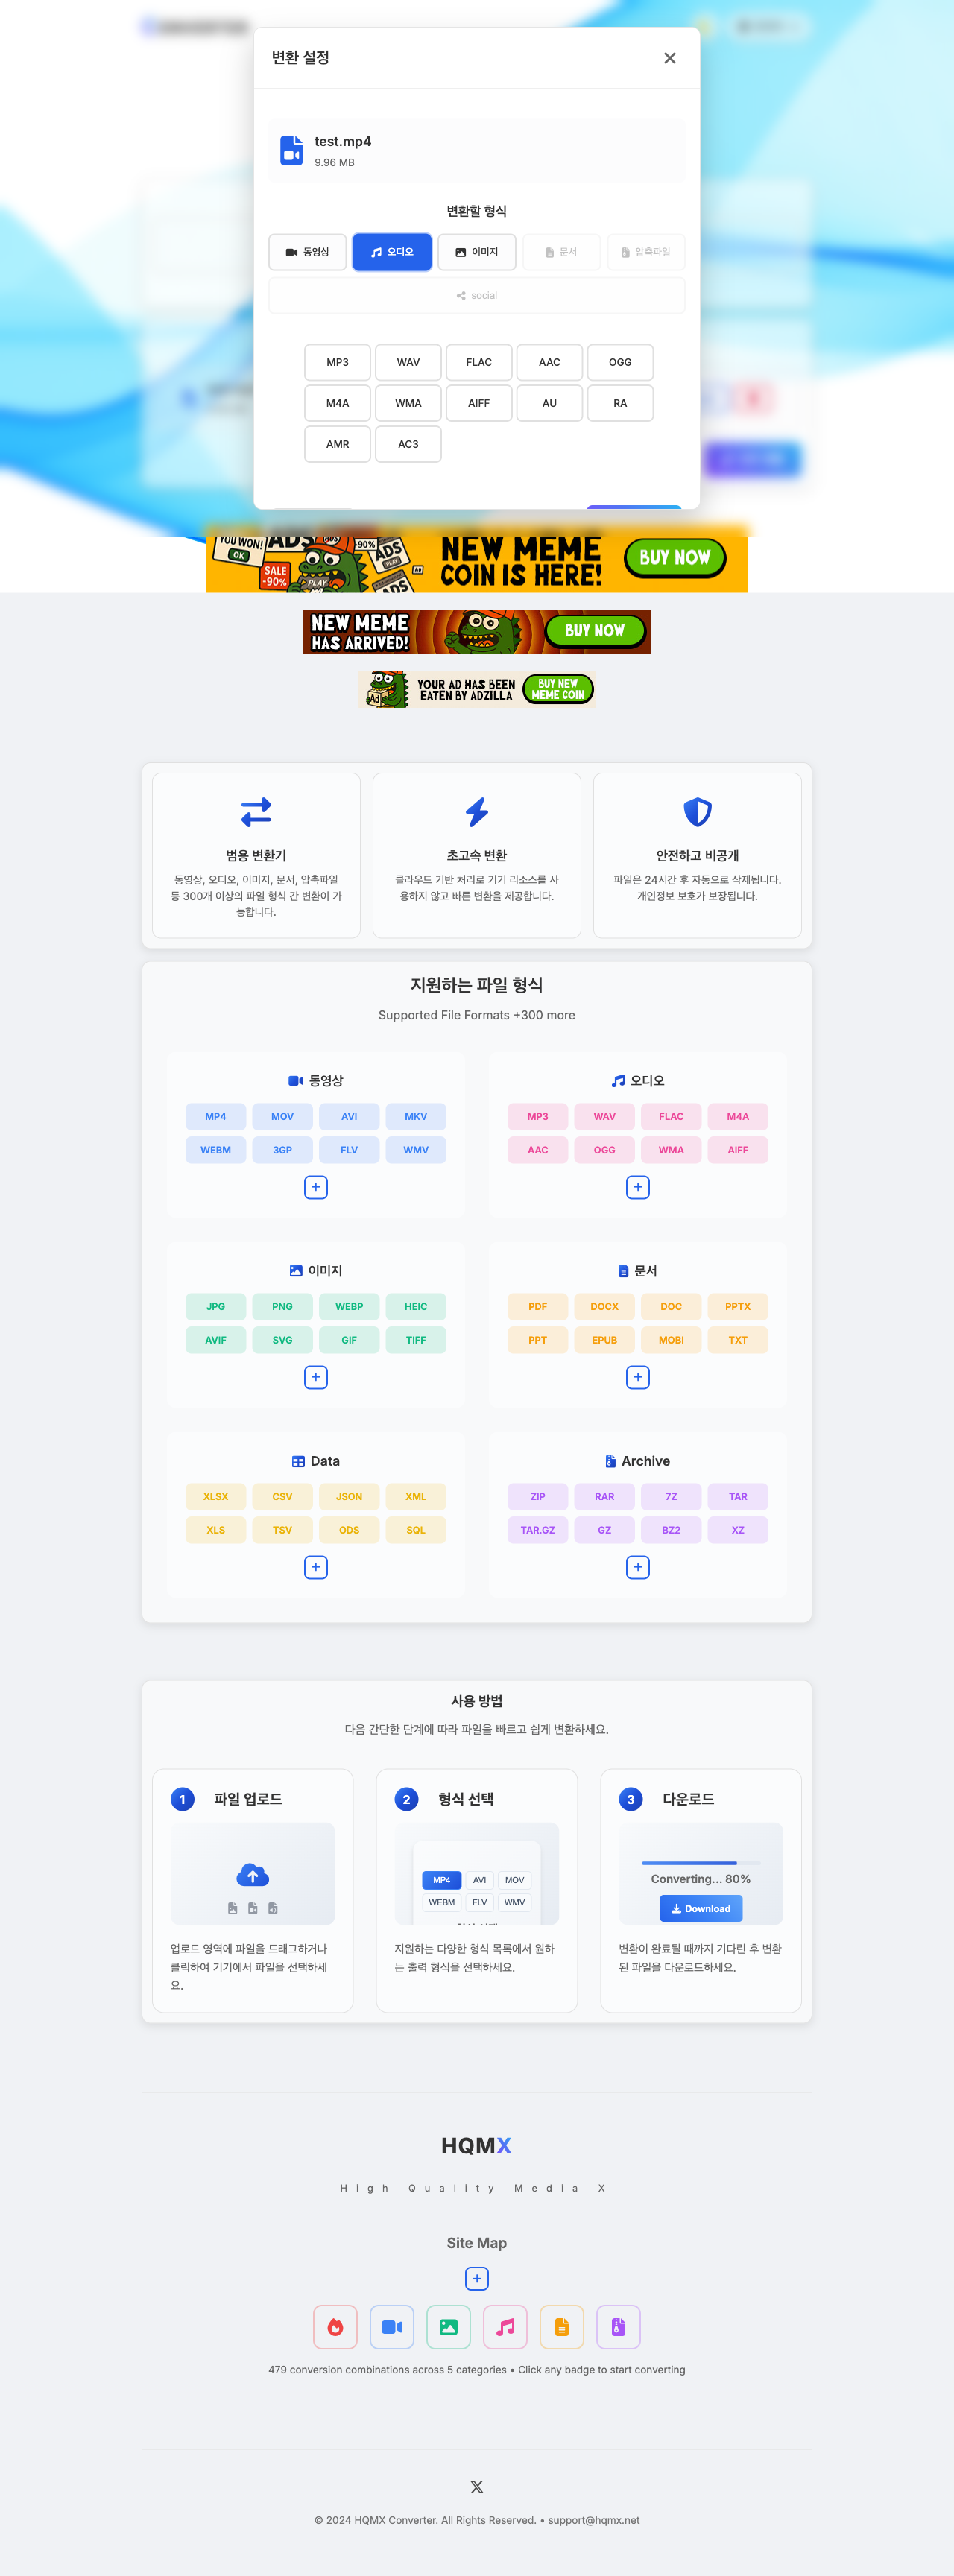 변환 설정
test.mp4
9.96 MB
변환할 형식
동영상 오디오 이미지 문서 압축파일
social
MP3 WAV FLAC AAC OGG
M4A WMA AIFF AU RA
AMR AC3
YOU WON! OK ADS -90% ADS
SALE -90% PLAY
NEW MEME
COIN IS HERE!
BUY NOW
NEW MEME
HAS ARRIVED!
BUY NOW
Ad
YOUR AD HAS BEEN
EATEN BY ADZILLA
BUY NEW
MEME COIN
범용 변환기
동영상, 오디오, 이미지, 문서, 압축파일
등 300개 이상의 파일 형식 간 변환이 가
능합니다.
초고속 변환
클라우드 기반 처리로 기기 리소스를 사
용하지 않고 빠른 변환을 제공합니다.
안전하고 비공개
파일은 24시간 후 자동으로 삭제됩니다.
개인정보 보호가 보장됩니다.
지원하는 파일 형식
Supported File Formats +300 more
동영상
MP4 MOV AVI MKV
WEBM 3GP FLV WMV
오디오
MP3 WAV FLAC M4A
AAC OGG WMA AIFF
이미지
JPG PNG WEBP HEIC
AVIF SVG GIF TIFF
문서
PDF DOCX DOC PPTX
PPT EPUB MOBI TXT
Data
XLSX CSV JSON XML
XLS TSV ODS SQL
Archive
ZIP RAR 7Z TAR
TAR.GZ GZ BZ2 XZ
사용 방법
다음 간단한 단계에 따라 파일을 빠르고 쉽게 변환하세요.
1 파일 업로드
업로드 영역에 파일을 드래그하거나
클릭하여 기기에서 파일을 선택하세
요.
2 형식 선택
MP4 AVI MOV
WEBM FLV WMV
지원하는 다양한 형식 목록에서 원하
는 출력 형식을 선택하세요.
3 다운로드
Converting... 80%
Download
변환이 완료될 때까지 기다린 후 변환
된 파일을 다운로드하세요.
HQMX
High Quality Media X
Site Map
479 conversion combinations across 5 categories • Click any badge to start converting
© 2024 HQMX Converter. All Rights Reserved. • support@hqmx.net